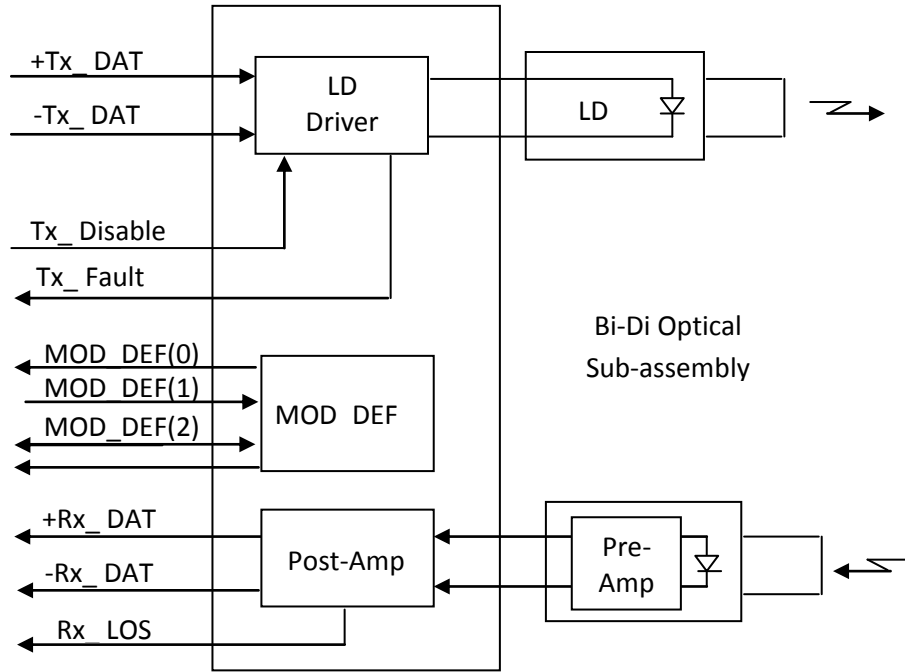 +Tx_ DAT
-Tx_ DAT
LD
Driver
LD
Tx_ Disable
Tx_ Fault
Bi-Di Optical
Sub-assembly
MOD_DEF(0)
MOD_DEF(1)
MOD_DEF(2)
MOD DEF
+Rx_ DAT
-Rx_ DAT
Rx_ LOS
Post-Amp
Pre-
Amp